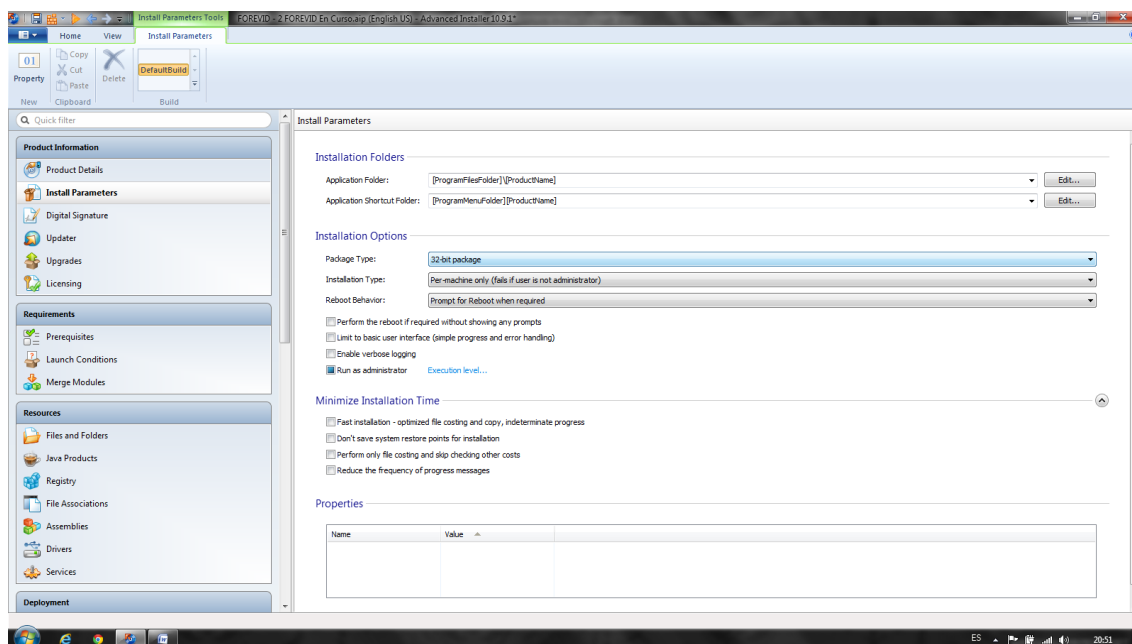 Install Parameters Tools FOREVID - 2 FOREVID En Curso.aip (English US) - Advanced Installer 10.9.1*
Home View Install Parameters
01 Copy
Cut
Paste
Property Delete DefaultBuild
New Clipboard Build
Quick filter
Install Parameters
Product Information
Product Details
Install Parameters
Digital Signature
Updater
Upgrades
Licensing
Requirements
Prerequisites
Launch Conditions
Merge Modules
Resources
Files and Folders
Java Products
Registry
File Associations
Assemblies
Drivers
Services
Deployment
Installation Folders
Application Folder: [ProgramFilesFolder]\[ProductName] Edit...
Application Shortcut Folder: [ProgramMenuFolder][ProductName] Edit...
Installation Options
Package Type: 32-bit package
Installation Type: Per-machine only (fails if user is not administrator)
Reboot Behavior: Prompt for Reboot when required
Perform the reboot if required without showing any prompts
Limit to basic user interface (simple progress and error handling)
Enable verbose logging
Run as administrator Execution level...
Minimize Installation Time
Fast installation - optimized file costing and copy, indeterminate progress
Don't save system restore points for installation
Perform only file costing and skip checking other costs
Reduce the frequency of progress messages
Properties
Name Value
ES 20:51